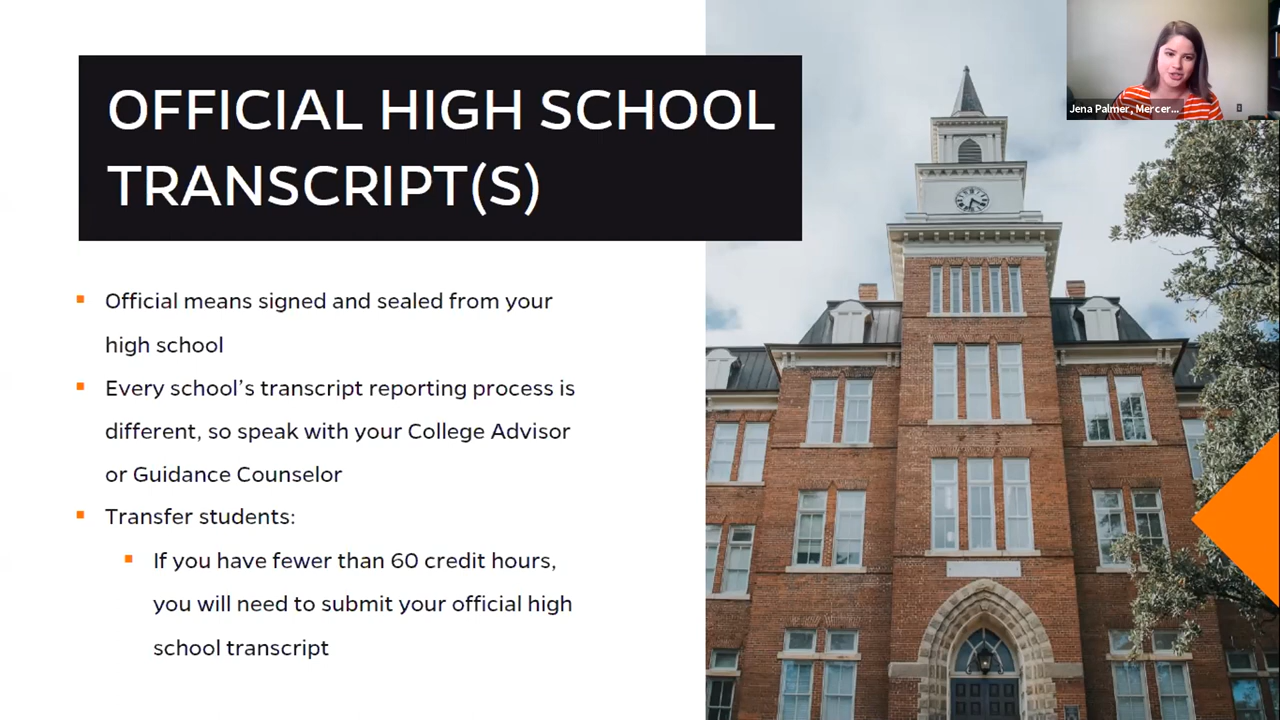 OFFICIAL HIGH SCHOOL
TRANSCRIPT(S)
Official means signed and sealed from your
high school
Every school's transcript reporting process is
different, so speak with your College Advisor
or Guidance Counselor
Transfer students:
If you have fewer than 60 credit hours,
you will need to submit your official high
school transcript
Jena Palmer, Mercer...